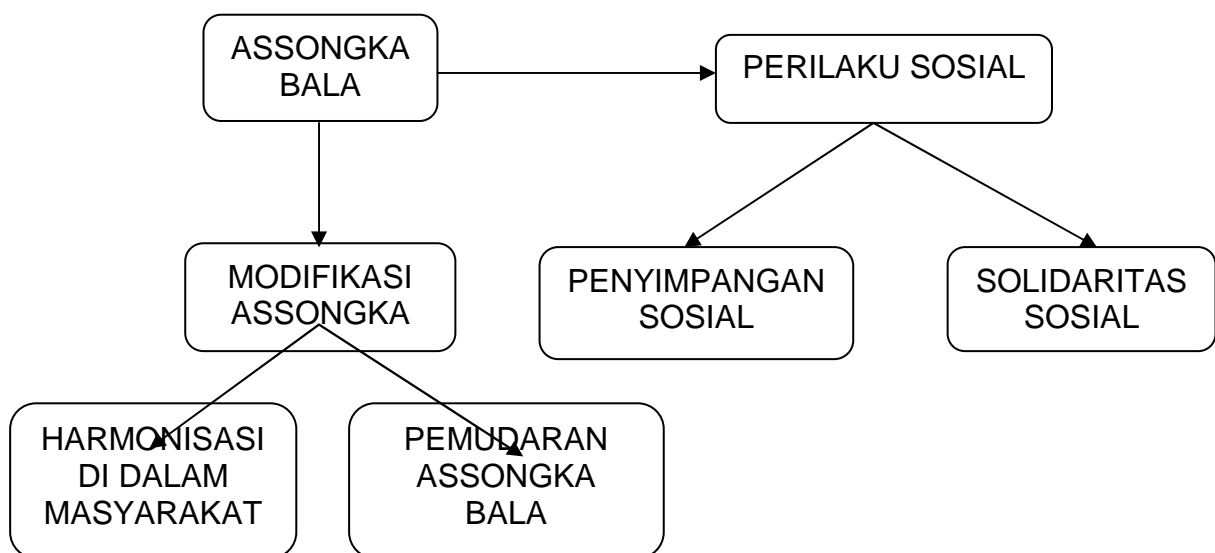 ASSONGKA
BALA
PERILAKU SOSIAL
MODIFIKASI
ASSONGKA
PENYIMPANGAN
SOSIAL
SOLIDARITAS
SOSIAL
HARMONISASI
DI DALAM
MASYARAKAT
PEMUDARAN
ASSONGKA
BALA